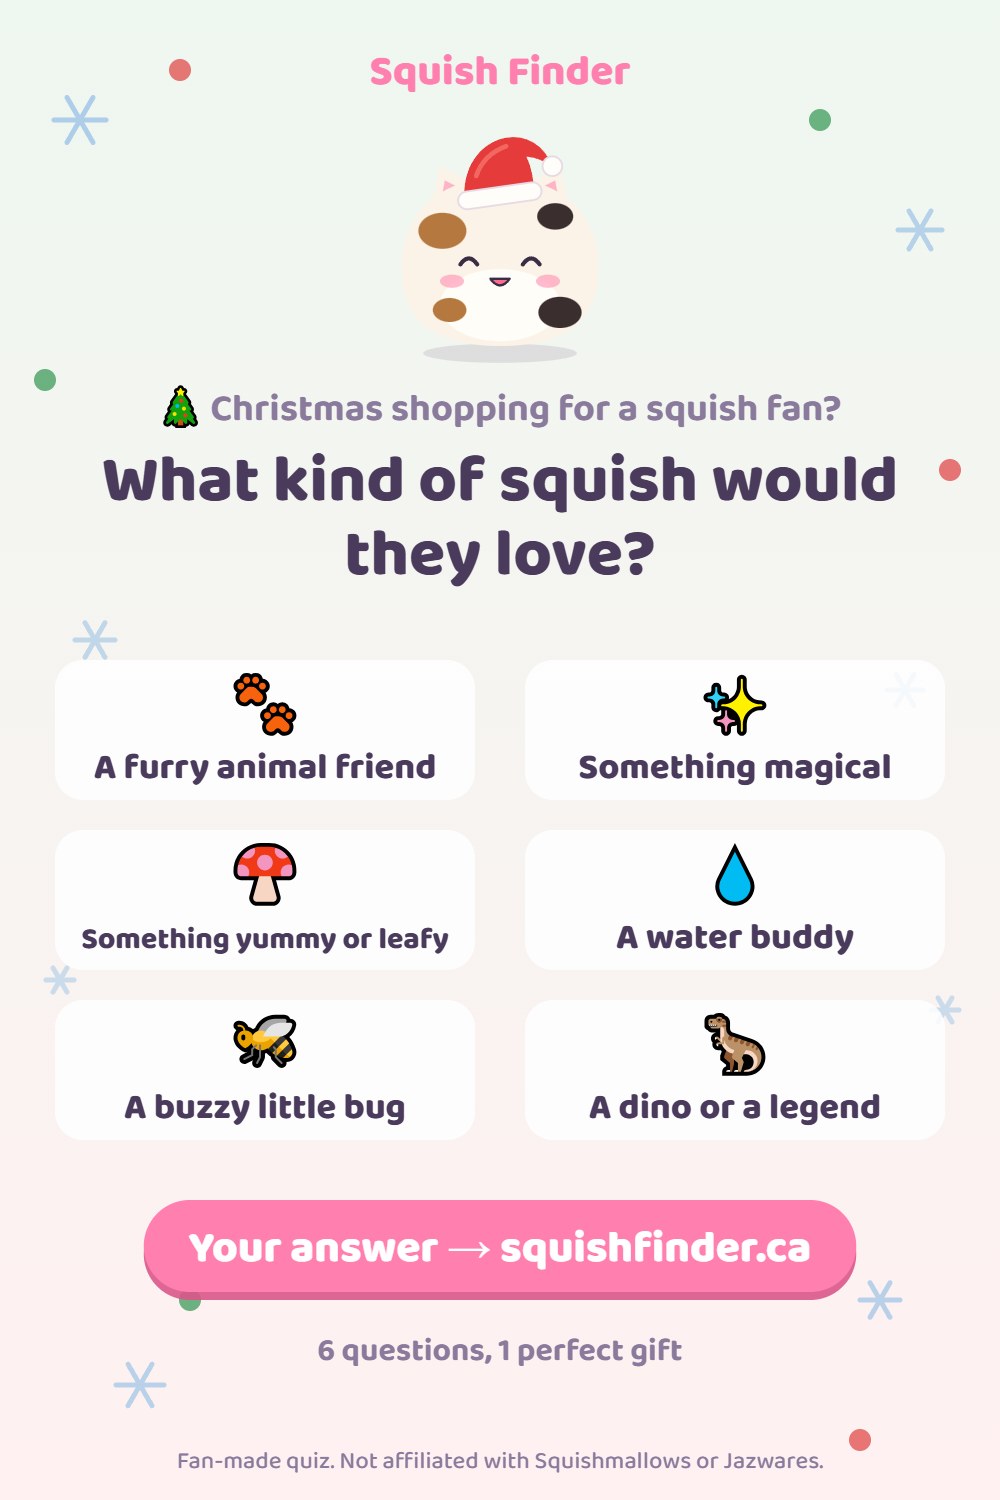 Squish Finder
🎄 Christmas shopping for a squish fan?
What kind of squish would
they love?
A furry animal friend
Something magical
Something yummy or leafy
A water buddy
A buzzy little bug
A dino or a legend
Your answer → squishfinder.ca
6 questions, 1 perfect gift
Fan-made quiz. Not affiliated with Squishmallows or Jazwares.